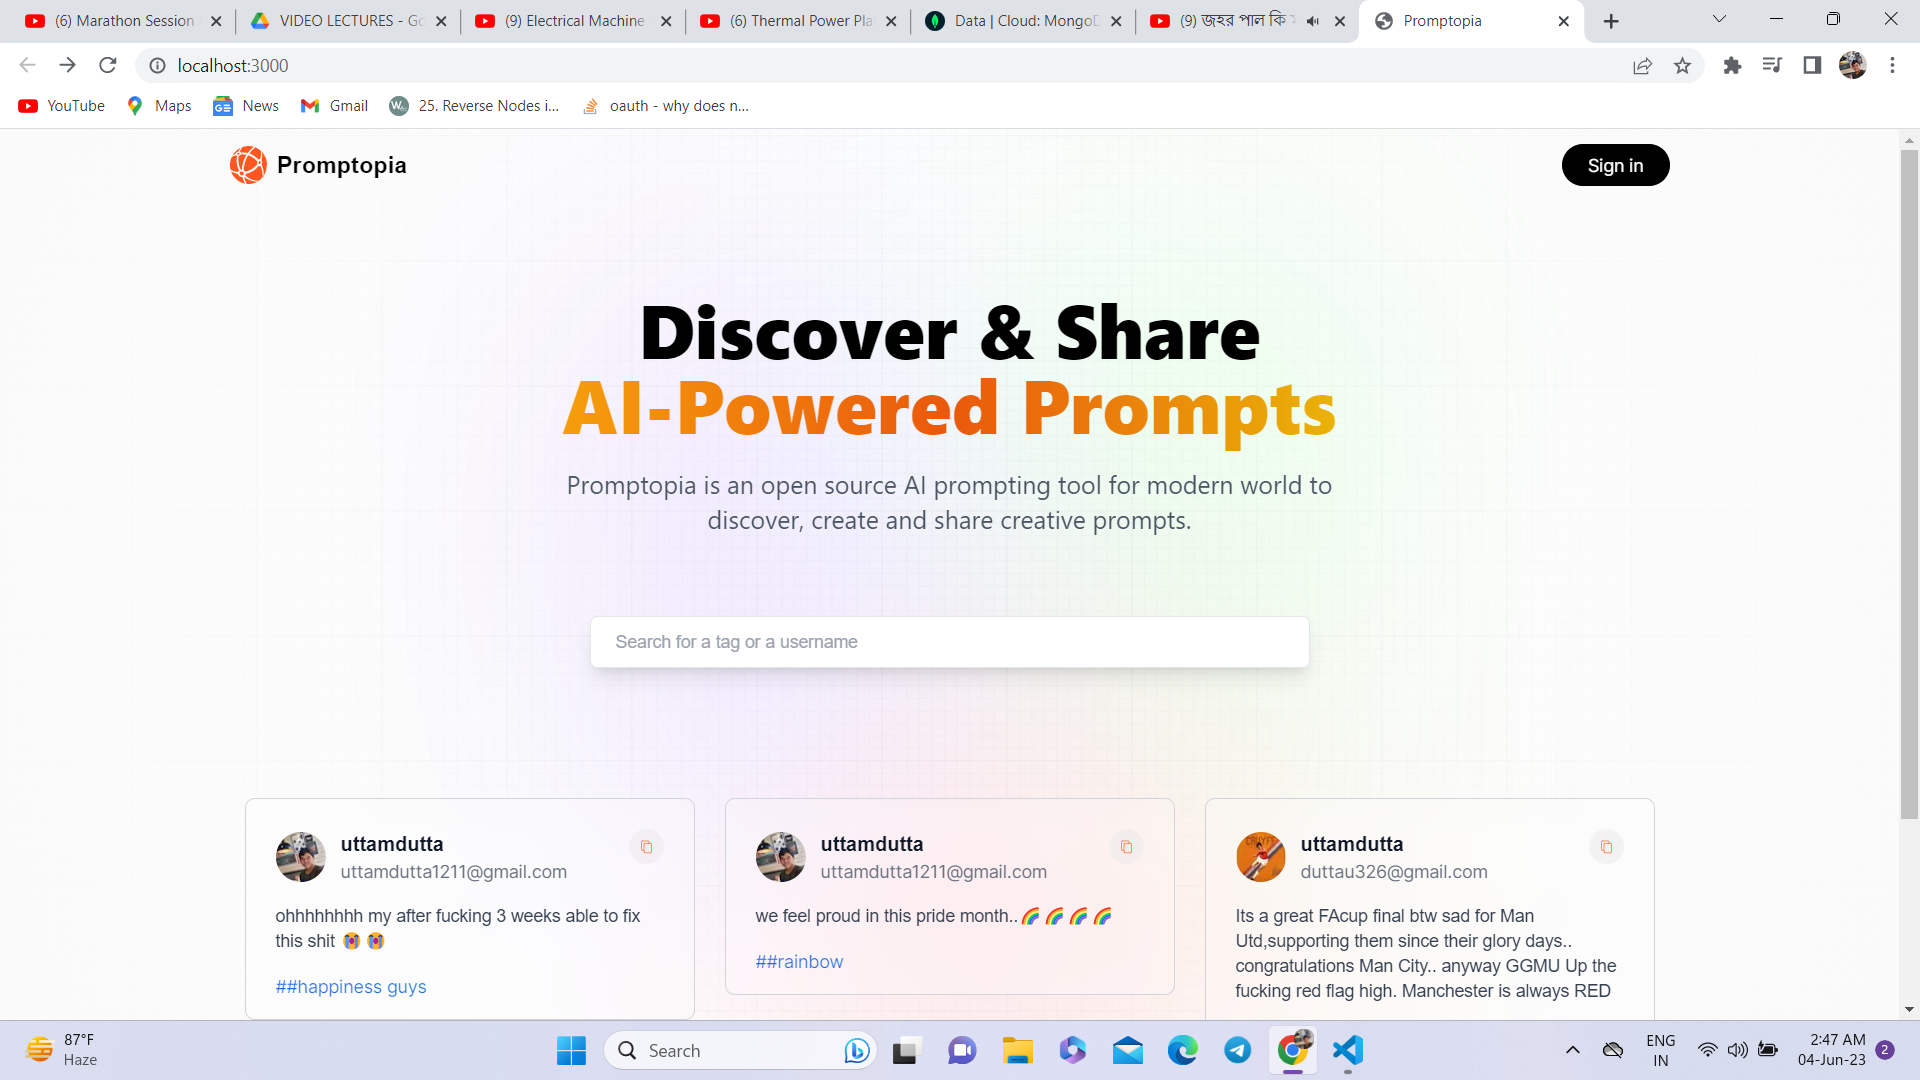 (6) Marathon Session
VIDEO LECTURES - Go
(9) Electrical Machine
(6) Thermal Power Pla
Data | Cloud: MongoD
(9) জহর পাল কি
Promptopia
localhost:3000
YouTube
Maps
News
Gmail
25. Reverse Nodes i...
oauth - why does n...
Promptopia
Sign in
Discover & Share
AI-Powered Prompts
Promptopia is an open source AI prompting tool for modern world to
discover, create and share creative prompts.
Search for a tag or a username
uttamdutta
uttamdutta1211@gmail.com
ohhhhhhhh my after fucking 3 weeks able to fix
this shit 😭 😭
##happiness guys
uttamdutta
uttamdutta1211@gmail.com
we feel proud in this pride month..🌈 🌈 🌈 🌈
##rainbow
uttamdutta
duttau326@gmail.com
Its a great FAcup final btw sad for Man
Utd,supporting them since their glory days..
congratulations Man City.. anyway GGMU Up the
fucking red flag high. Manchester is always RED
87°F
Haze
Search
ENG
IN
2:47 AM
04-Jun-23
2